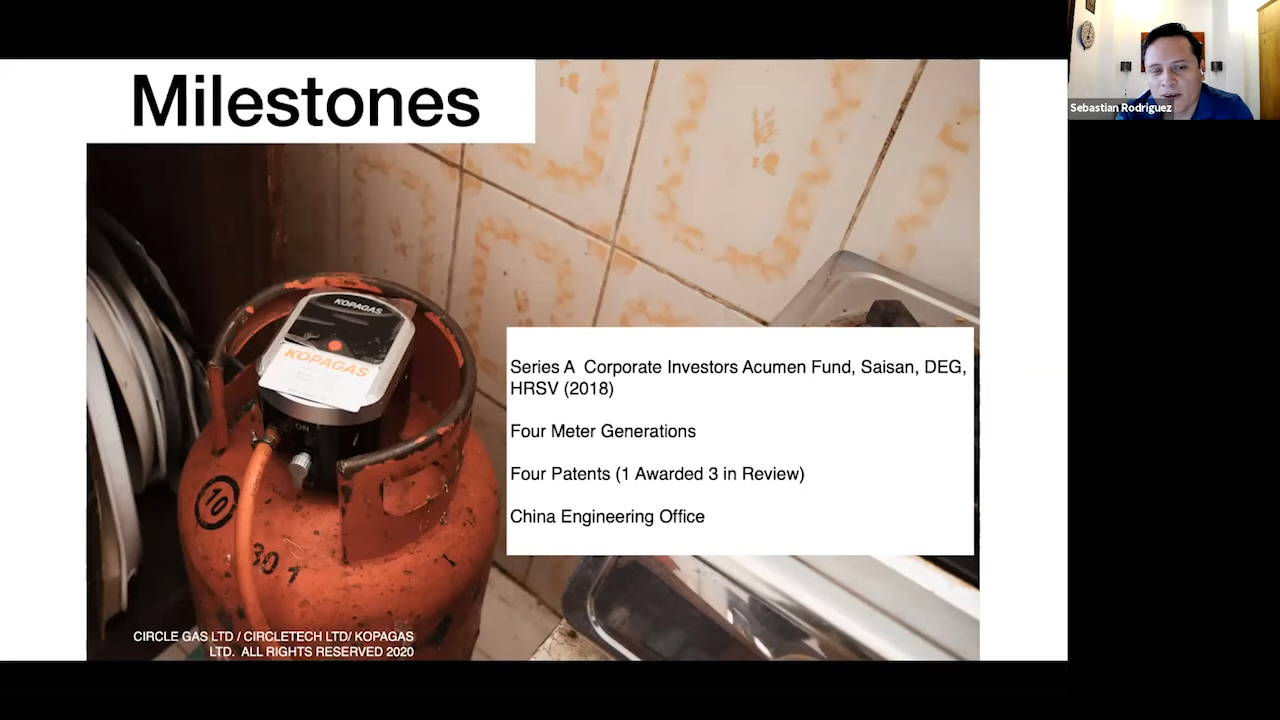 Milestones
Sebastian Rodriguez
KOPAGAS
KOPAGAS
ON
10
30 1
Series A Corporate Investors Acumen Fund, Saisan, DEG,
HRSV (2018)
Four Meter Generations
Four Patents (1 Awarded 3 in Review)
China Engineering Office
CIRCLE GAS LTD / CIRCLETECH LTD/ KOPAGAS
LTD. ALL RIGHTS RESERVED 2020